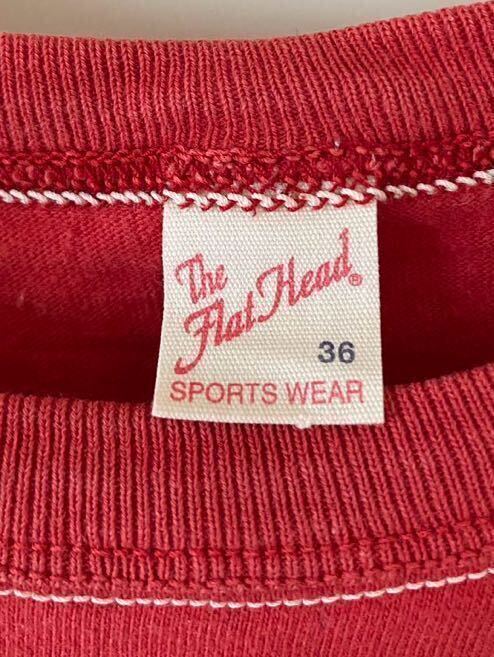 The
Flat Head®
36
SPORTS WEAR